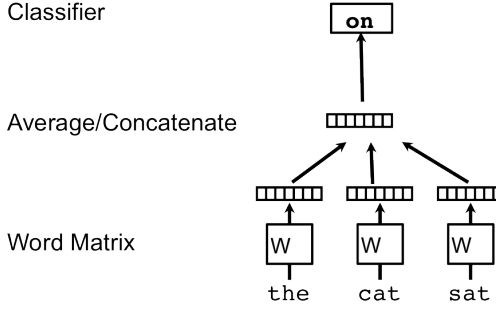 Classifier
on
Average/Concatenate
Word Matrix
W W W
the cat sat